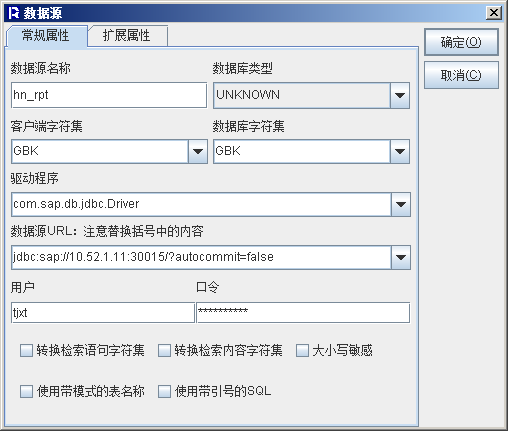 数据源
常规属性 扩展属性
确定(O)
取消(C)
数据源名称 数据库类型
hn_rpt UNKNOWN
客户端字符集 数据库字符集
GBK GBK
驱动程序
com.sap.db.jdbc.Driver
数据源URL：注意替换括号中的内容
jdbc:sap://10.52.1.11:30015/?autocommit=false
用户 口令
tjxt **********
转换检索语句字符集 转换检索内容字符集 大小写敏感
使用带模式的表名称 使用带引号的SQL